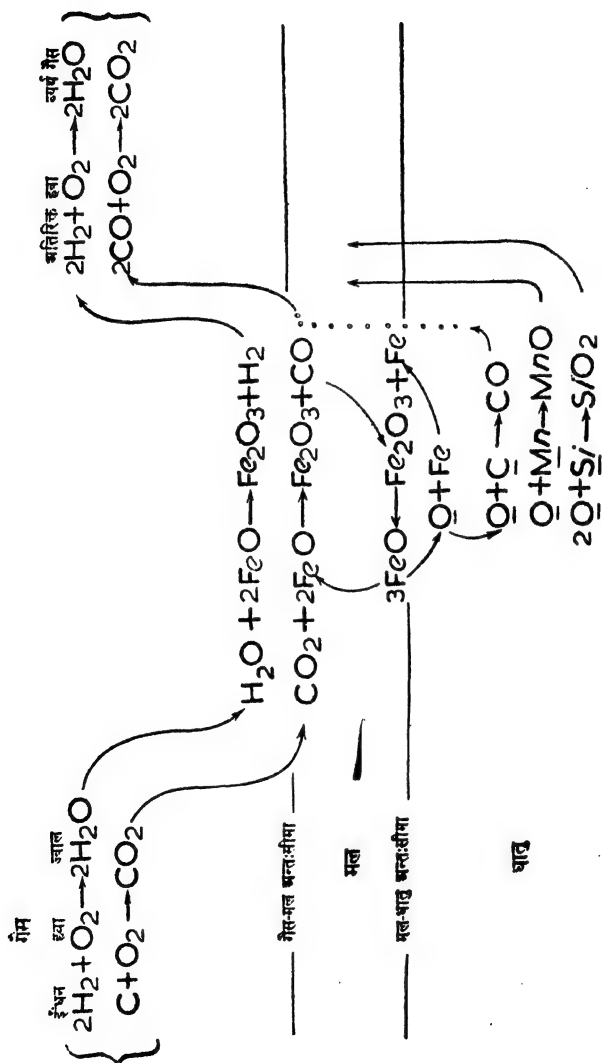 गैस
ईंधन हवा ज्वाल
2H2+O2→2H2O
C+O2→CO2
अतिरिक्त हवा व्यर्थ गैस
2H2+O2→2H2O
2CO+O2→2CO2
H2O+2FeO→Fe2O3+H2
गैस-मल अन्तःसीमा
CO2+2FeO→Fe2O3+CO
मल
मल-धातु अन्तःसीमा
3FeO←Fe2O3+Fe
O+Fe
धातु
O+C→CO
O+Mn→MnO
2O+Si→SiO2